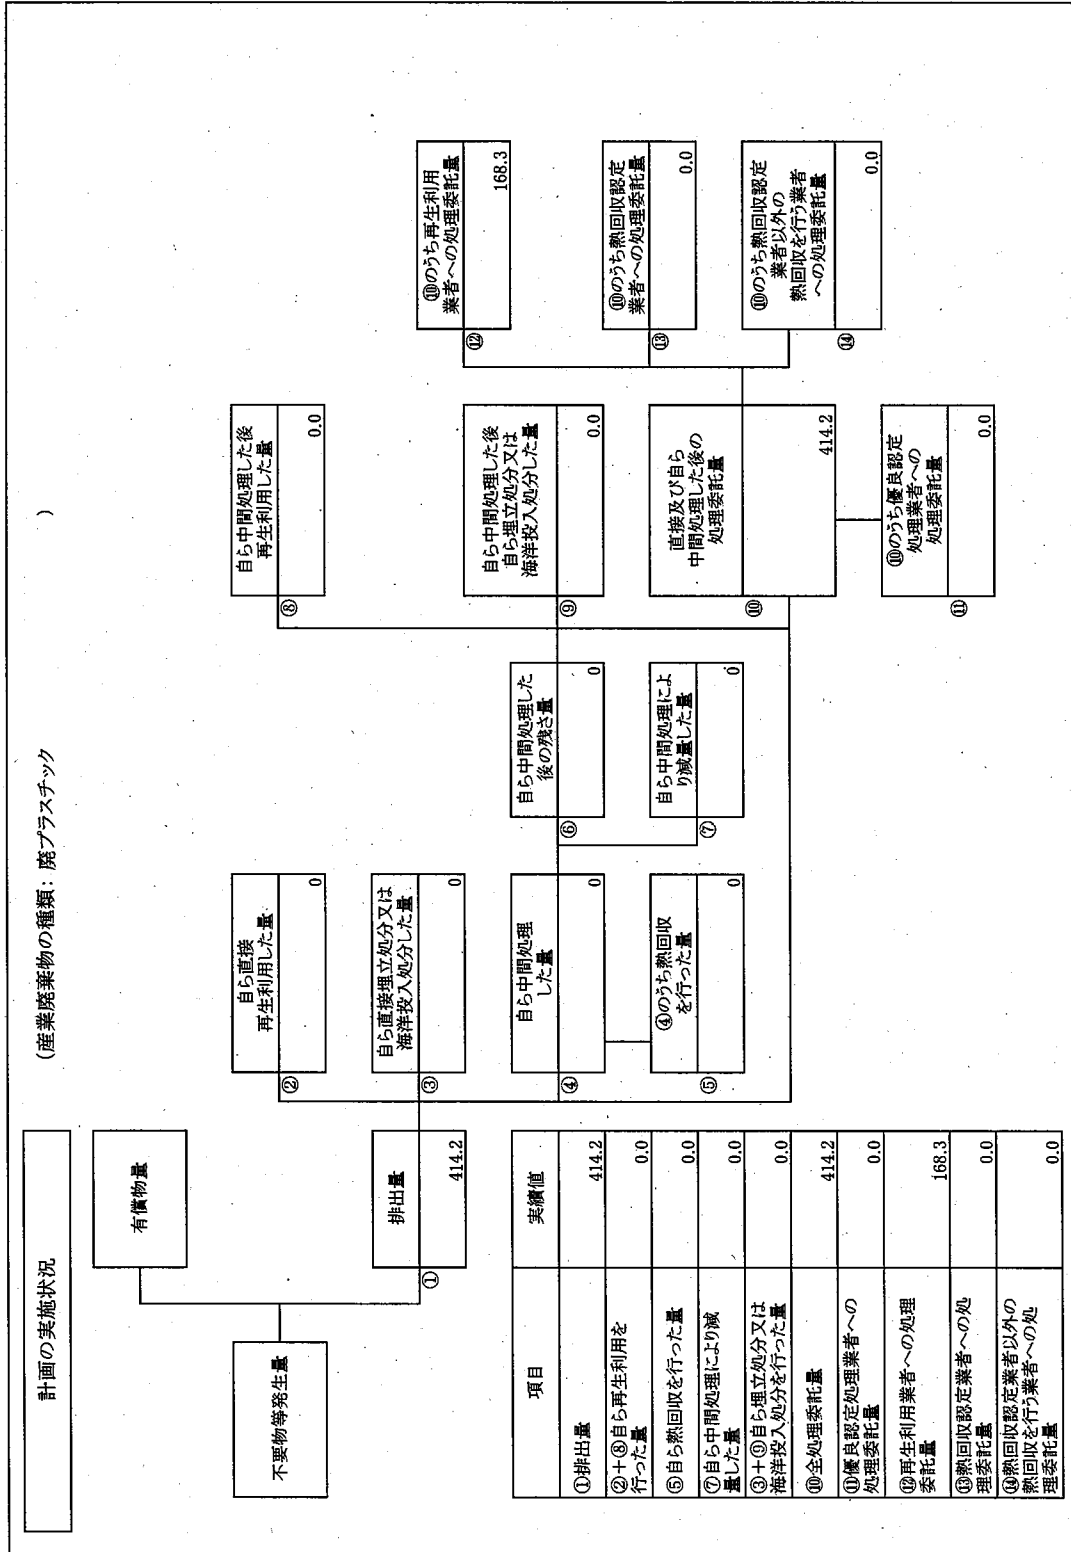 計画の実施状況
(産業廃棄物の種類: 廃プラスチック )
不要物等発生量
有償物量
排出量
①
414.2
自ら直接
再生利用した量
②
0
自ら直接埋立処分又は
海洋投入処分した量
③
0
自ら中間処理
した量
④
0
④のうち熱回収
を行った量
⑤
0
自ら中間処理した
後の残さ量
⑥
0
自ら中間処理によ
り減量した量
⑦
0
自ら中間処理した後
再生利用した量
⑧
0.0
自ら中間処理した後
自ら埋立処分又は
海洋投入処分した量
⑨
0.0
直接及び自ら
中間処理した後の
処理委託量
⑩
414.2
⑩のうち優良認定
処理業者への
処理委託量
⑪
0.0
⑩のうち再生利用
業者への処理委託量
⑫
168.3
⑩のうち熱回収認定
業者への処理委託量
⑬
0.0
⑩のうち熱回収認定
業者以外の
熱回収を行う業者
への処理委託量
⑭
0.0
項目 実績値
①排出量 414.2
②+⑧自ら再生利用を
行った量 0.0
⑤自ら熱回収を行った量 0.0
⑦自ら中間処理により減
量した量 0.0
③+⑨自ら埋立処分又は
海洋投入処分を行った量 0.0
⑩全処理委託量 414.2
⑪優良認定処理業者への
処理委託量 0.0
⑫再生利用業者への処理
委託量 168.3
⑬熱回収認定業者への処
理委託量 0.0
⑭熱回収認定業者以外の
熱回収を行う業者への処
理委託量 0.0